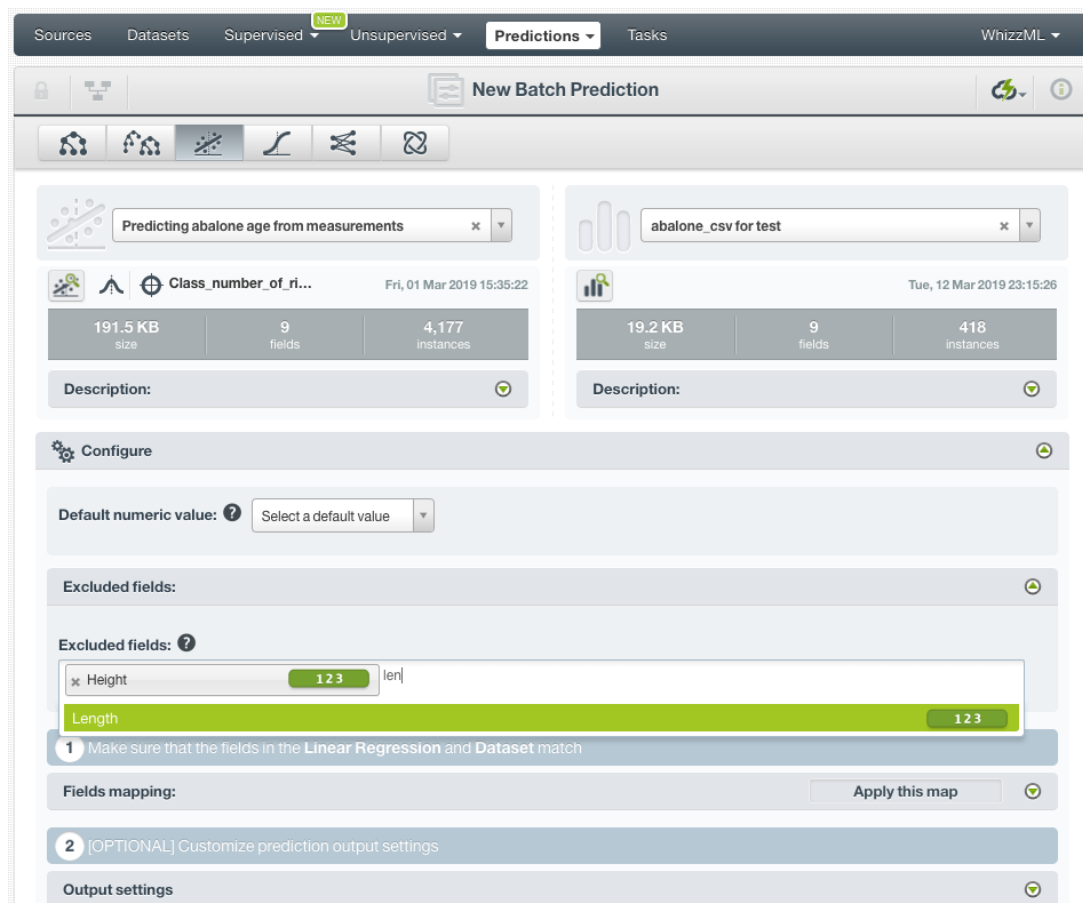 NEW
Sources Datasets Supervised Unsupervised Predictions Tasks WhizzML
New Batch Prediction
Predicting abalone age from measurements × abalone_csv for test ×
Class_number_of_ri... Fri, 01 Mar 2019 15:35:22 Tue, 12 Mar 2019 23:15:26
191.5 KB 9 4,177 19.2 KB 9 418
size fields instances size fields instances
Description: Description:
Configure
Default numeric value: ? Select a default value
Excluded fields:
Excluded fields: ?
× Height 123 len
Length 123
1 Make sure that the fields in the Linear Regression and Dataset match
Fields mapping: Apply this map
2 [OPTIONAL] Customize prediction output settings
Output settings